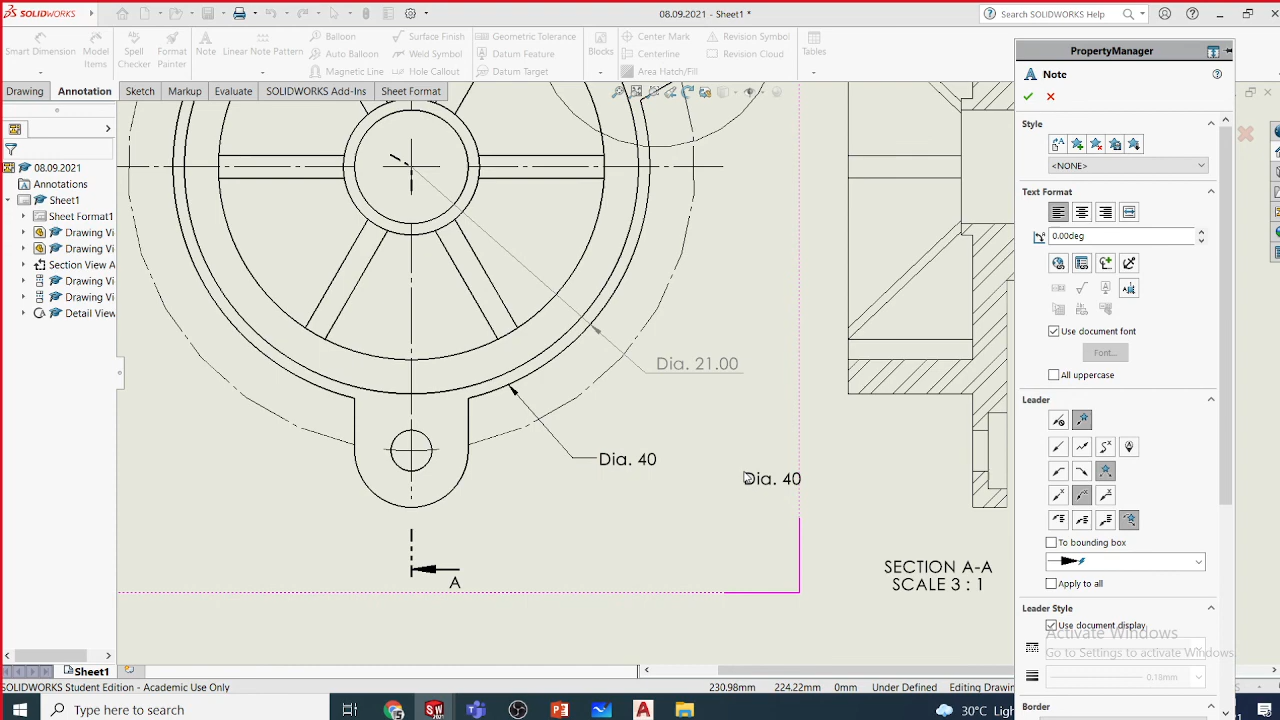 SOLIDWORKS
08.09.2021 - Sheet1 *
Search SOLIDWORKS Help
Smart Dimension
Model Items
Spell Checker
Format Painter
Note
Linear Note Pattern
Balloon
Auto Balloon
Magnetic Line
Surface Finish
Weld Symbol
Hole Callout
Geometric Tolerance
Datum Feature
Datum Target
Blocks
Center Mark
Centerline
Area Hatch/Fill
Revision Symbol
Revision Cloud
Tables
Drawing
Annotation
Sketch
Markup
Evaluate
SOLIDWORKS Add-Ins
Sheet Format
08.09.2021
Annotations
Sheet1
Sheet Format1
Drawing Vi
Drawing Vi
Section View A
Drawing Vi
Drawing Vi
Detail View
Dia. 21.00
Dia. 40
Dia. 40
A
SECTION A-A
SCALE 3 : 1
PropertyManager
Note
Style
<NONE>
Text Format
0.00deg
Use document font
Font...
All uppercase
Leader
To bounding box
Apply to all
Leader Style
Use document display
Activate Windows
Go to Settings to activate Windows.
0.18mm
Border
Sheet1
SOLIDWORKS Student Edition - Academic Use Only
230.98mm
224.22mm
0mm
Under Defined
Editing Drawin
Type here to search
30°C
Ligh